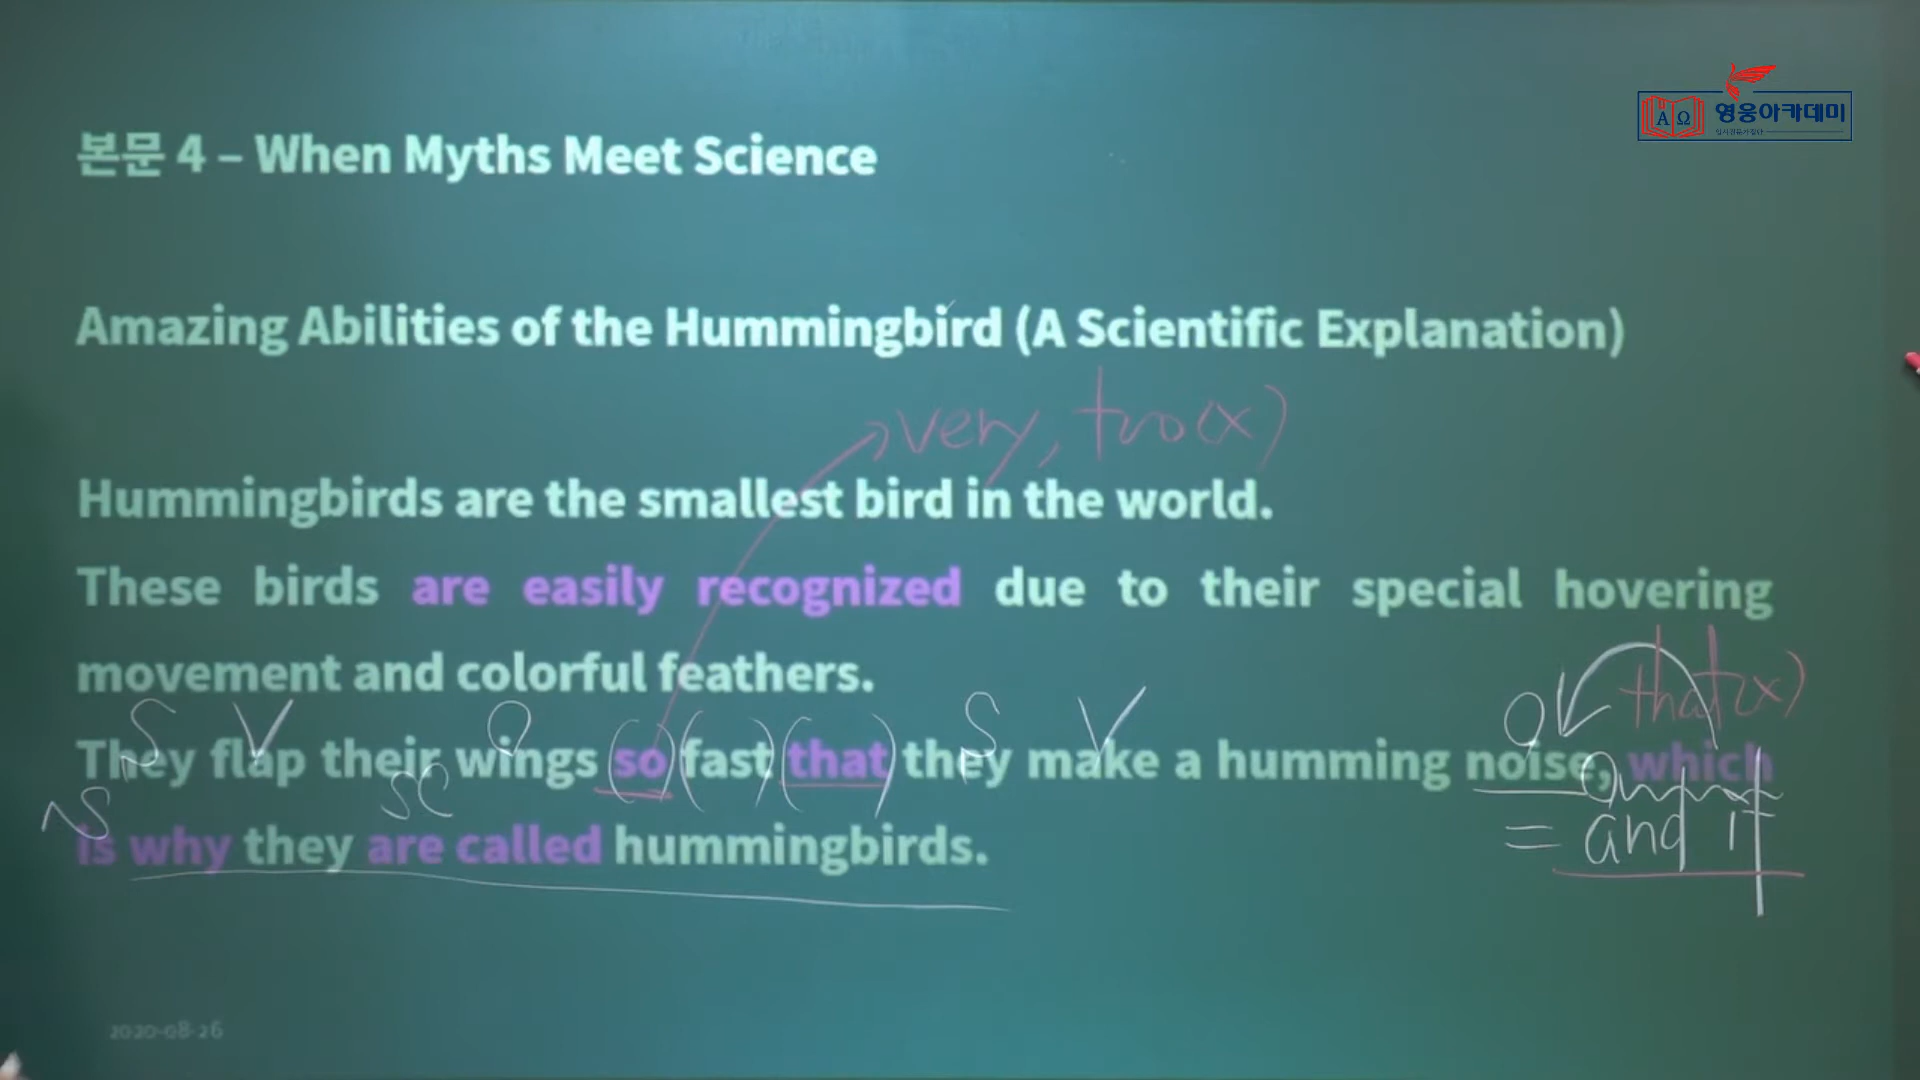 영웅아카데미
본문 4 – When Myths Meet Science
Amazing Abilities of the Hummingbird (A Scientific Explanation)
very, too(x)
Hummingbirds are the smallest bird in the world.
These birds are easily recognized due to their special hovering
movement and colorful feathers.
that(x)
S V O S V O
They flap their wings (so)(fast)(that) they make a humming noise, which
S SC
is why they are called hummingbirds.
= and it
2020-08-26